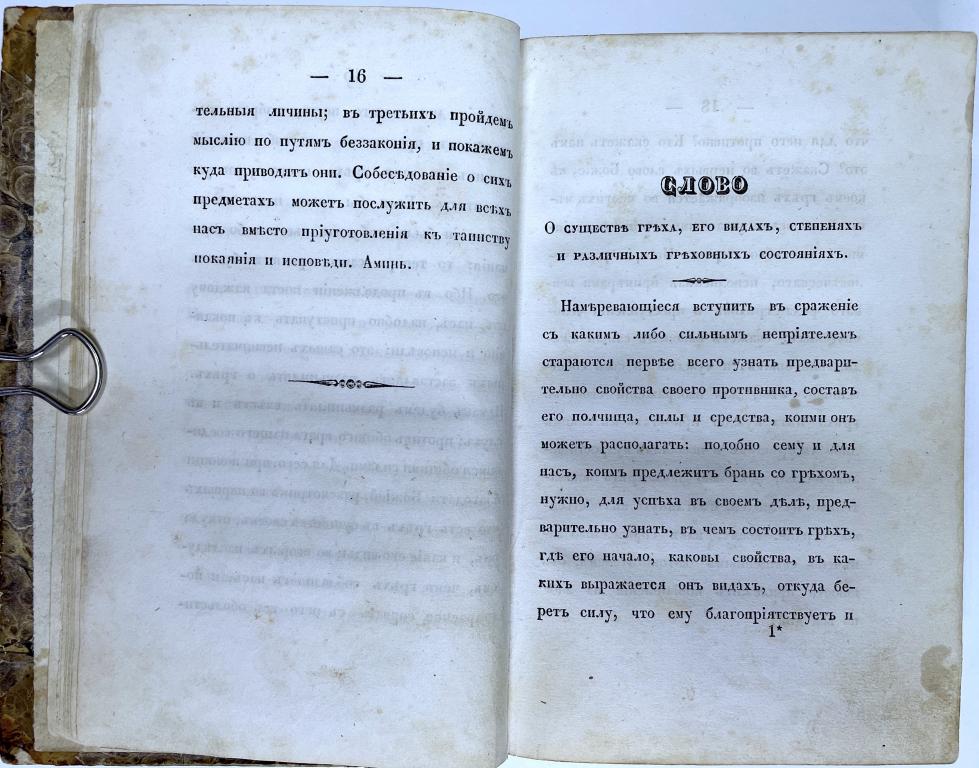 — 16 —
тельныя личины; въ третьихъ пройдемъ
мыслію по путямъ беззаконія, и покажемъ
куда приводятъ они. Собесѣдованіе о сихъ
предметахъ можетъ послужить для всѣхъ
насъ вмѣсто пріуготовленія къ таинству
покаянія и исповѣди. Аминь.
СЛОВО
О СУЩЕСТВѢ ГРѢХА, ЕГО ВИДАХЪ, СТЕПЕНЯХЪ
И РАЗЛИЧНЫХЪ ГРѢХОВНЫХЪ СОСТОЯНІЯХЪ.
Намѣревающіеся вступить въ сраженіе
съ какимъ либо сильнымъ непріятелемъ
стараются первѣе всего узнать предвари-
тельно свойства своего противника, составъ
его полчища, силы и средства, коими онъ
можетъ располагать: подобно сему и для
насъ, коимъ предлежитъ брань со грѣхомъ,
нужно, для успѣха въ своемъ дѣлѣ, пред-
варительно узнать, въ чемъ состоитъ грѣхъ,
гдѣ его начало, каковы свойства, въ ка-
кихъ выражается онъ видахъ, откуда бе-
ретъ силу, что ему благопріятствуетъ и
1*